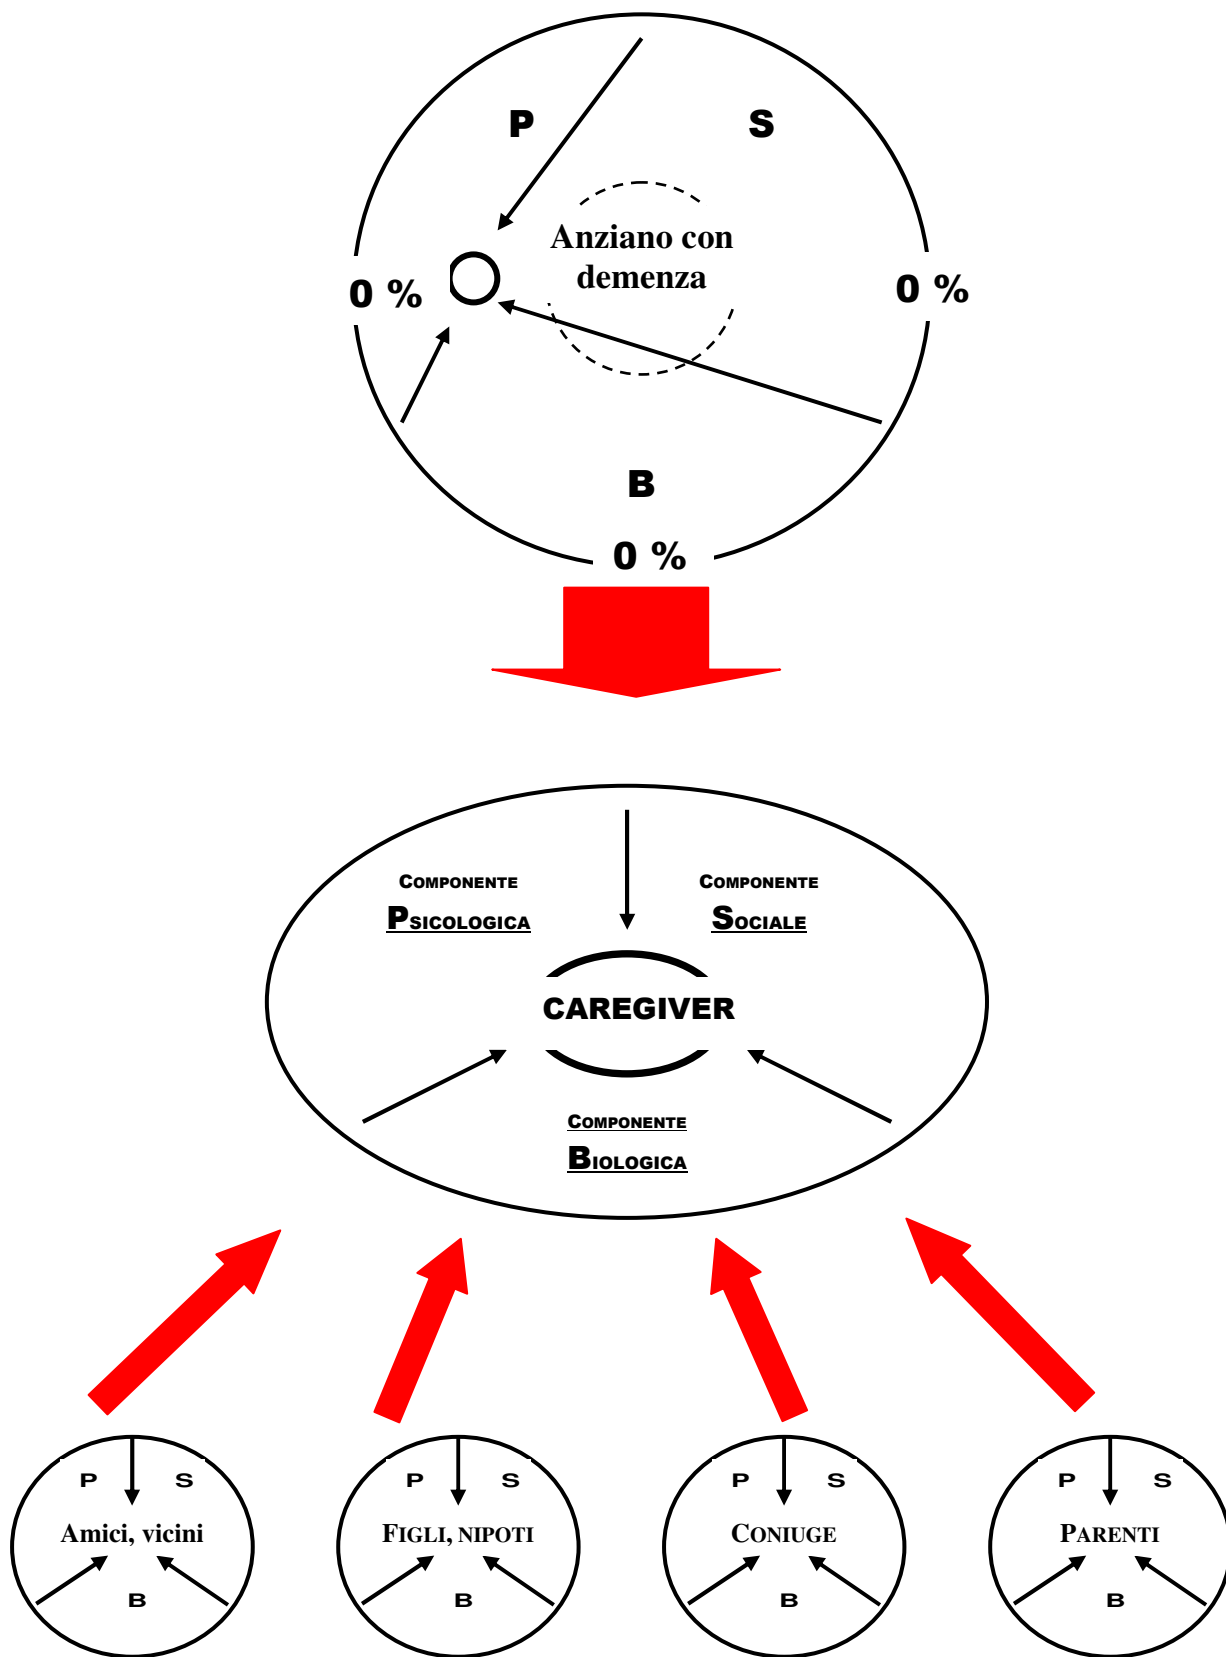 P S
Anziano con
demenza
0 % 0 %
B
0 %
COMPONENTE COMPONENTE
PSICOLOGICA SOCIALE
CAREGIVER
COMPONENTE
BIOLOGICA
P S P S P S P S
Amici, vicini FIGLI, NIPOTI CONIUGE PARENTI
B B B B